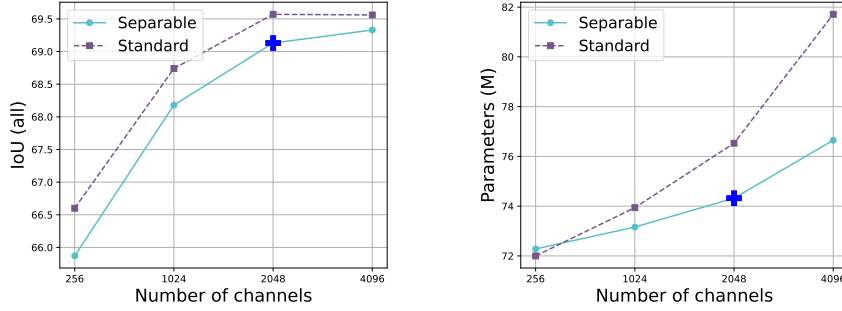 Separable
Standard
69.5
69.0
68.5
68.0
67.5
67.0
66.5
66.0
IoU (all)
256
1024
2048
4096
Number of channels
Separable
Standard
82
80
78
76
74
72
Parameters (M)
256
1024
2048
4096
Number of channels